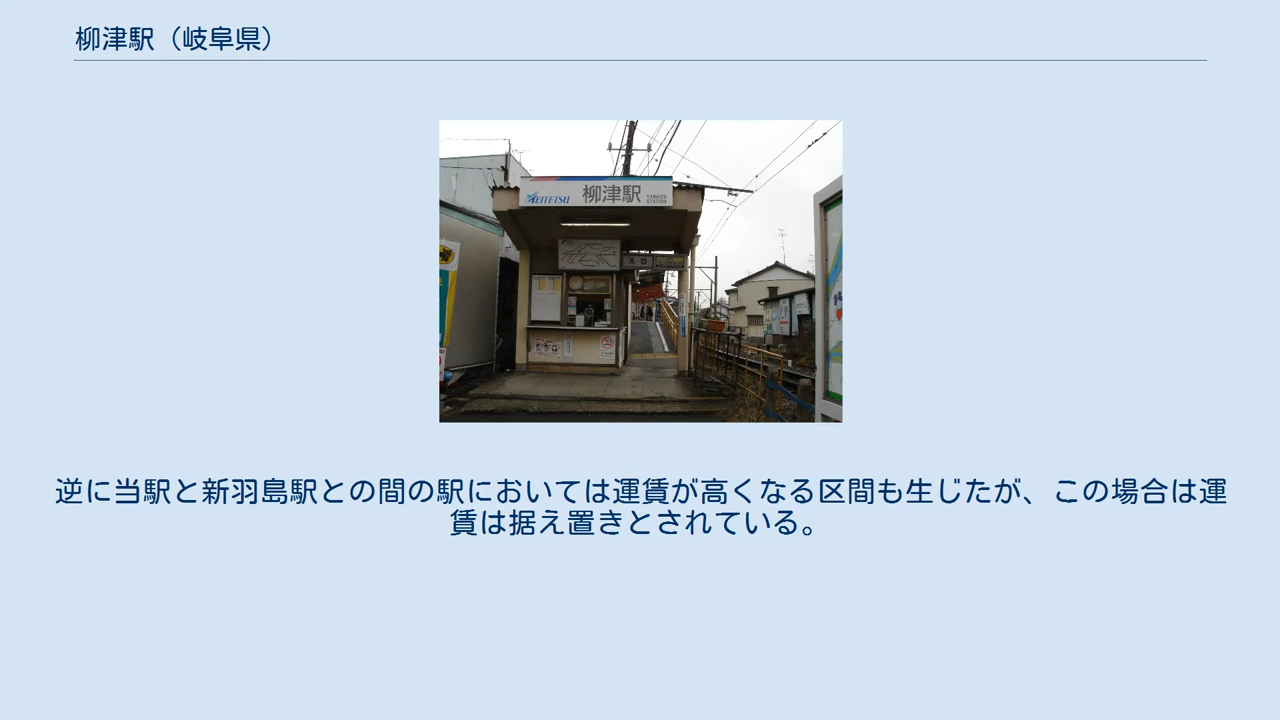 柳津駅（岐阜県）
MEITETSU 柳津駅 YANAIZU STATION
入口
逆に当駅と新羽島駅との間の駅においては運賃が高くなる区間も生じたが、この場合は運
賃は据え置きとされている。